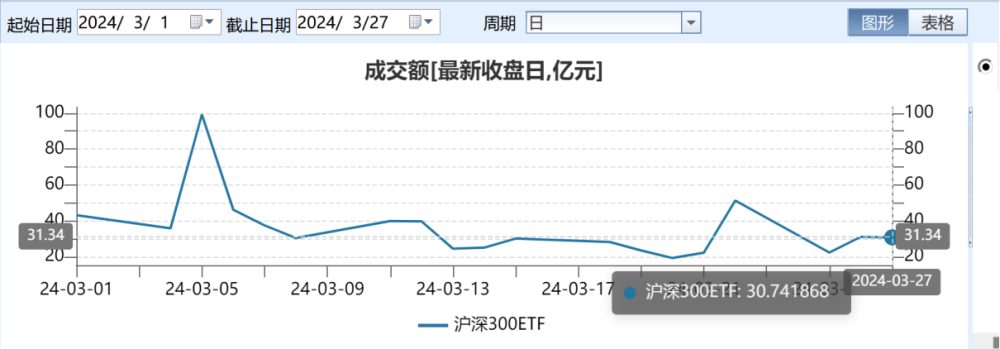 起始日期 2024/ 3/ 1 截止日期 2024/ 3/27 周期 日 图形 表格
成交额[最新收盘日,亿元]
100 100
80 80
60 60
40 40
31.34 31.34
20 20
24-03-01 24-03-05 24-03-09 24-03-13 24-03-17 2024-03-27
沪深300ETF: 30.741868
沪深300ETF